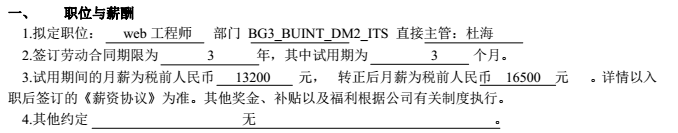 一、 职位与薪酬
1.拟定职位： web 工程师 部门 BG3_BUINT_DM2_ITS 直接主管：杜海
2.签订劳动合同期限为 3 年，其中试用期为 3 个月。
3.试用期间的月薪为税前人民币 13200 元， 转正后月薪为税前人民币 16500 元 。详情以入
职后签订的《薪资协议》为准。其他奖金、补贴以及福利根据公司有关制度执行。
4.其他约定 无 。